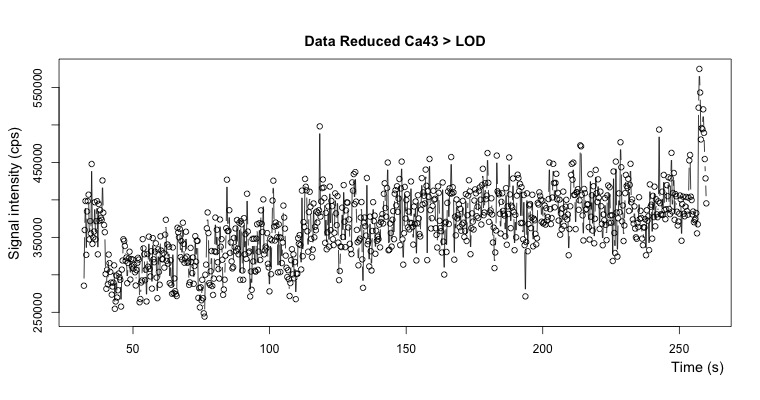 Data Reduced Ca43 > LOD
Signal intensity (cps)
550000
450000
350000
250000
50 100 150 200 250
Time (s)